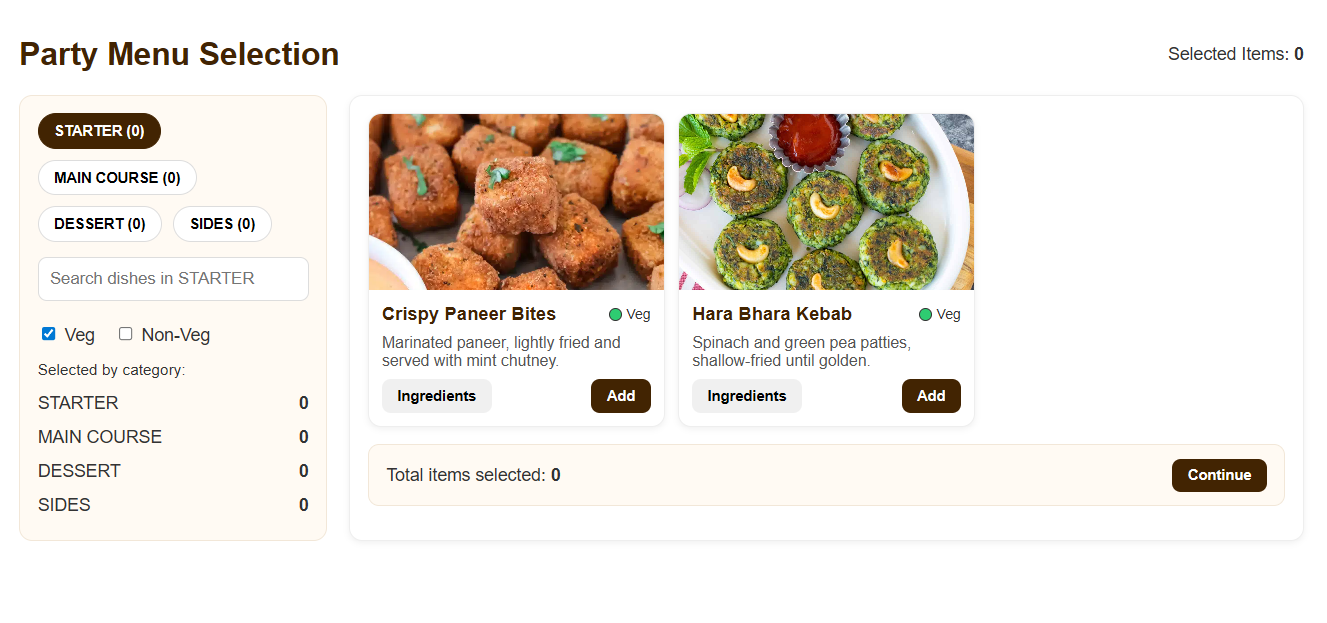 Party Menu Selection
Selected Items: 0
STARTER (0)
MAIN COURSE (0)
DESSERT (0)
SIDES (0)
Search dishes in STARTER
Veg
Non-Veg
Selected by category:
STARTER 0
MAIN COURSE 0
DESSERT 0
SIDES 0
Crispy Paneer Bites
Veg
Marinated paneer, lightly fried and
served with mint chutney.
Ingredients
Add
Hara Bhara Kebab
Veg
Spinach and green pea patties,
shallow-fried until golden.
Ingredients
Add
Total items selected: 0
Continue